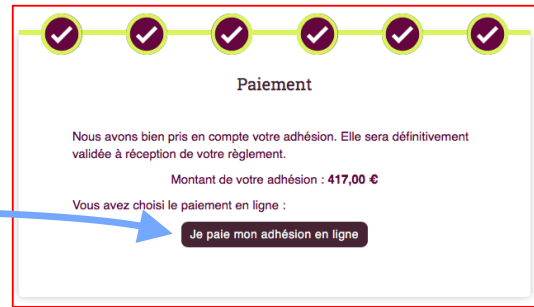 Paiement
Nous avons bien pris en compte votre adhésion. Elle sera définitivement
validée à réception de votre règlement.
Montant de votre adhésion : 417,00 €
Vous avez choisi le paiement en ligne :
Je paie mon adhésion en ligne